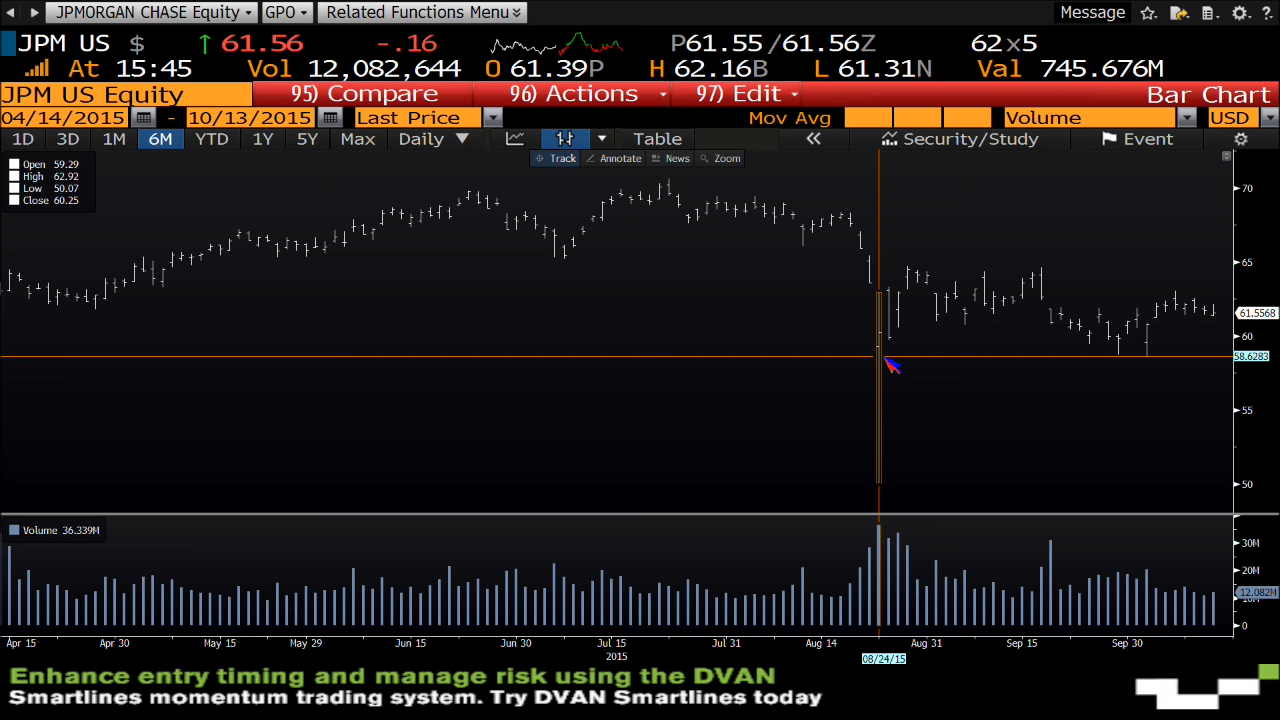 JPMORGAN CHASE Equity GPO Related Functions Menu Message ?
JPM US $ ↑ 61.56 -.16 P61.55 /61.56Z 62x5
At 15:45 Vol 12,082,644 O 61.39P H 62.16B L 61.31N Val 745.676M
JPM US Equity 95) Compare 96) Actions 97) Edit Bar Chart
04/14/2015 - 10/13/2015 Last Price Mov Avg Volume USD
1D 3D 1M 6M YTD 1Y 5Y Max Daily Table « Security/Study Event
Track Annotate News Zoom
Open 59.29
High 62.92
Low 50.07
Close 60.25
70
65
61.5568
60
58.6283
55
50
Volume 36.339M
30M
20M
12.082M
10M
0
Apr 15 Apr 30 May 15 May 29 Jun 15 Jun 30 Jul 15 Jul 31 Aug 14 Aug 31 Sep 15 Sep 30
2015
08/24/15
Enhance entry timing and manage risk using the DVAN
Smartlines momentum trading system. Try DVAN Smartlines today